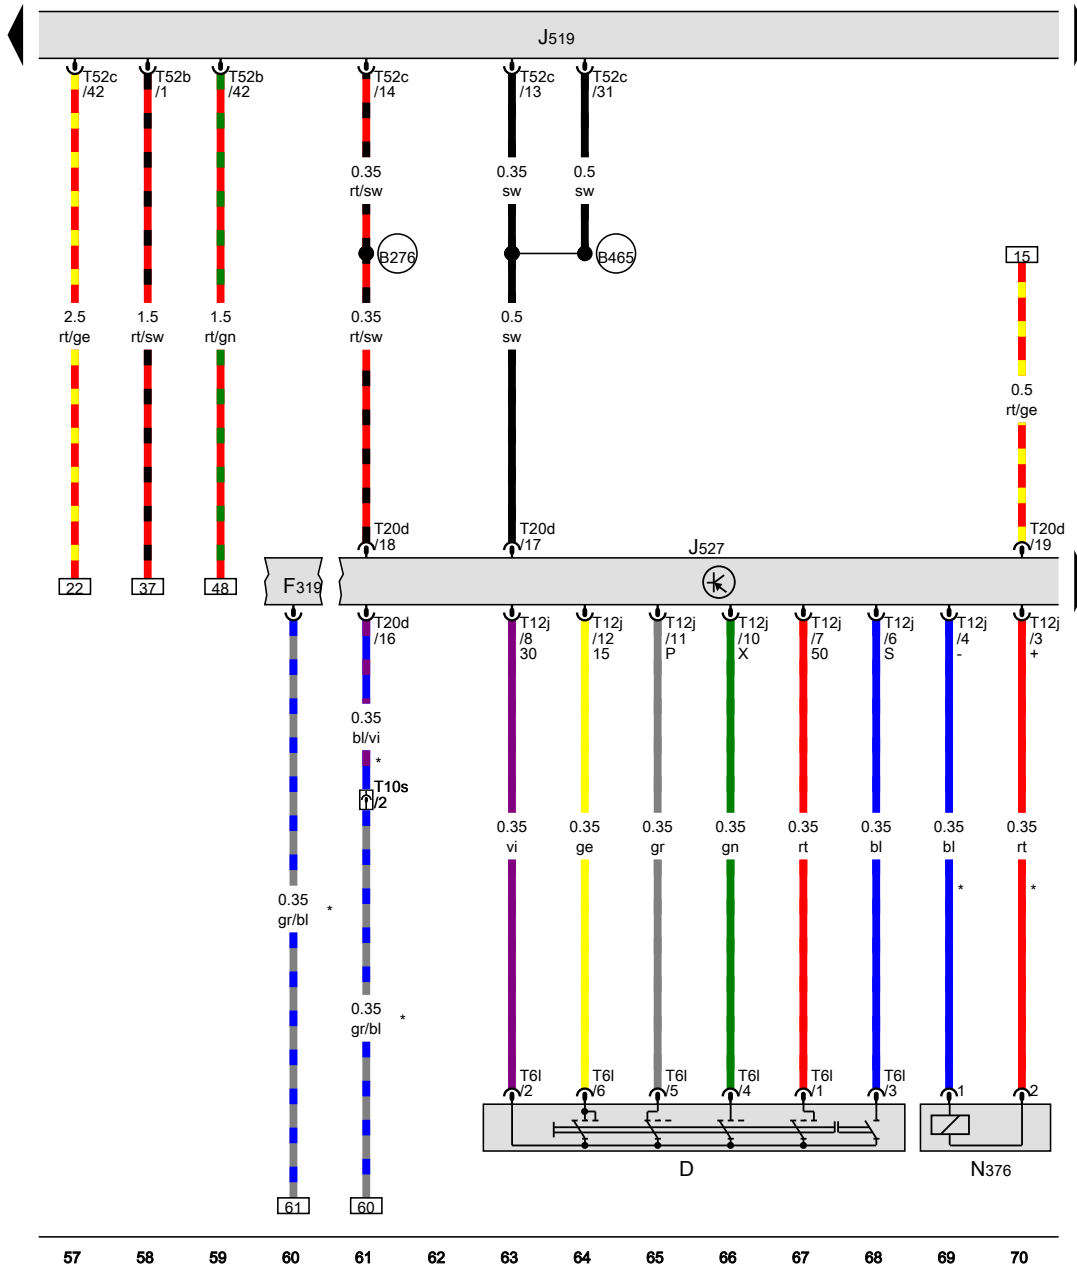 J519
T52c T52b T52b T52c T52c T52c
/42 /1 /42 /14 /13 /31
0.35 0.35 0.5
rt/sw sw sw
B276 B465 15
2.5 1.5 1.5 0.35 0.5
rt/ge rt/sw rt/gn rt/sw sw
0.5
rt/ge
T20d T20d T20d
/18 /17 /19
J527
22 37 48 F319
T20d T12j T12j T12j T12j T12j T12j T12j T12j
/16 /8 /12 /11 /10 /7 /6 /4 /3
30 15 P X 50 S - +
0.35
bl/vi
*
T10s
/2
0.35 0.35 0.35 0.35 0.35 0.35 0.35 0.35
vi ge gr gn rt bl bl rt
* *
0.35
gr/bl *
0.35
gr/bl *
T6l T6l T6l T6l T6l T6l
/2 /6 /5 /4 /1 /3 1 2
D N376
61 60
57 58 59 60 61 62 63 64 65 66 67 68 69 70